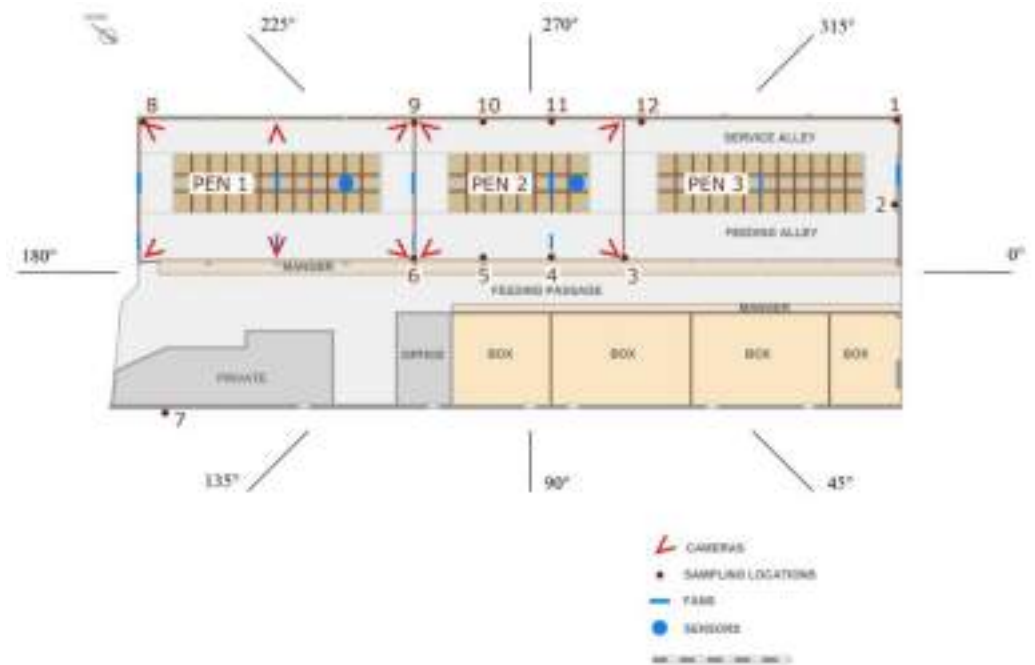 225° 270° 315°
8 9 10 11 12 1
SERVICE ALLEY
PEN 1 PEN 2 PEN 3
2
FEEDING ALLEY
180° 0°
MANGER
6 5 4 3
FEEDING PASSAGE
MANGER
OFFICE BOX BOX BOX BOX
PRIVATE
7
135° 90° 45°
CAMERAS
SAMPLING LOCATIONS
FANS
SENSORS